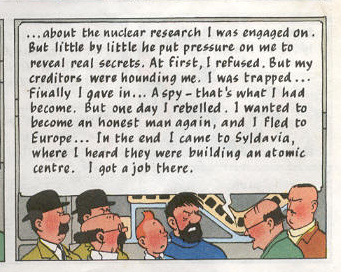 ...about the nuclear research I was engaged on.
But little by little he put pressure on me to
reveal real secrets. At first, I refused. But my
creditors were hounding me. I was trapped...
Finally I gave in... A spy - that's what I had
become. But one day I rebelled. I wanted to
become an honest man again, and I fled to
Europe... In the end I came to Syldavia,
where I heard they were building an atomic
centre. I got a job there.